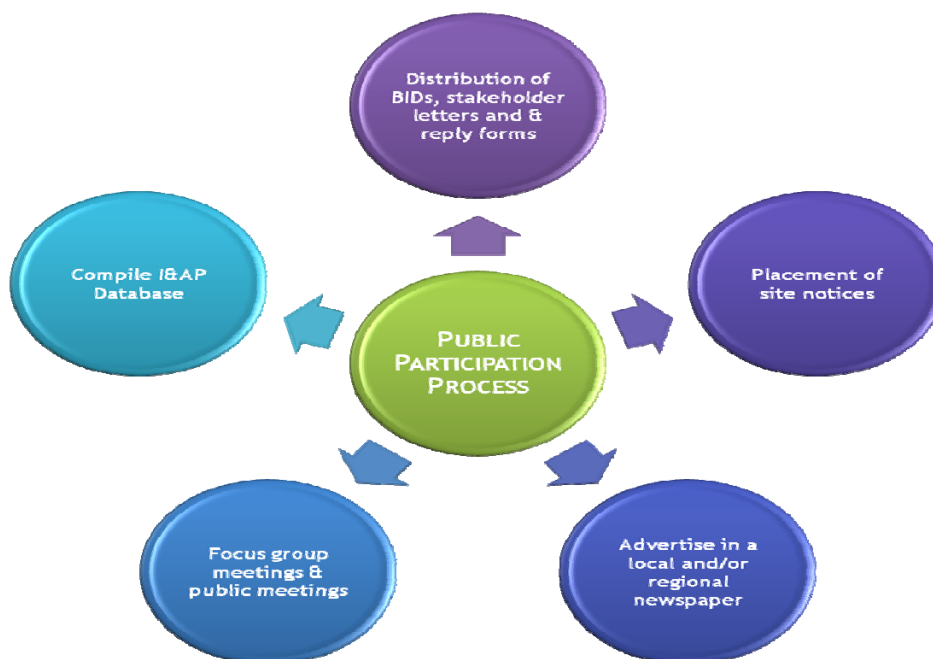 Distribution of
BIDs, stakeholder
letters and &
reply forms
Compile I&AP
Database
Placement of
site notices
PUBLIC
PARTICIPATION
PROCESS
Focus group
meetings &
public meetings
Advertise in a
local and/or
regional
newspaper